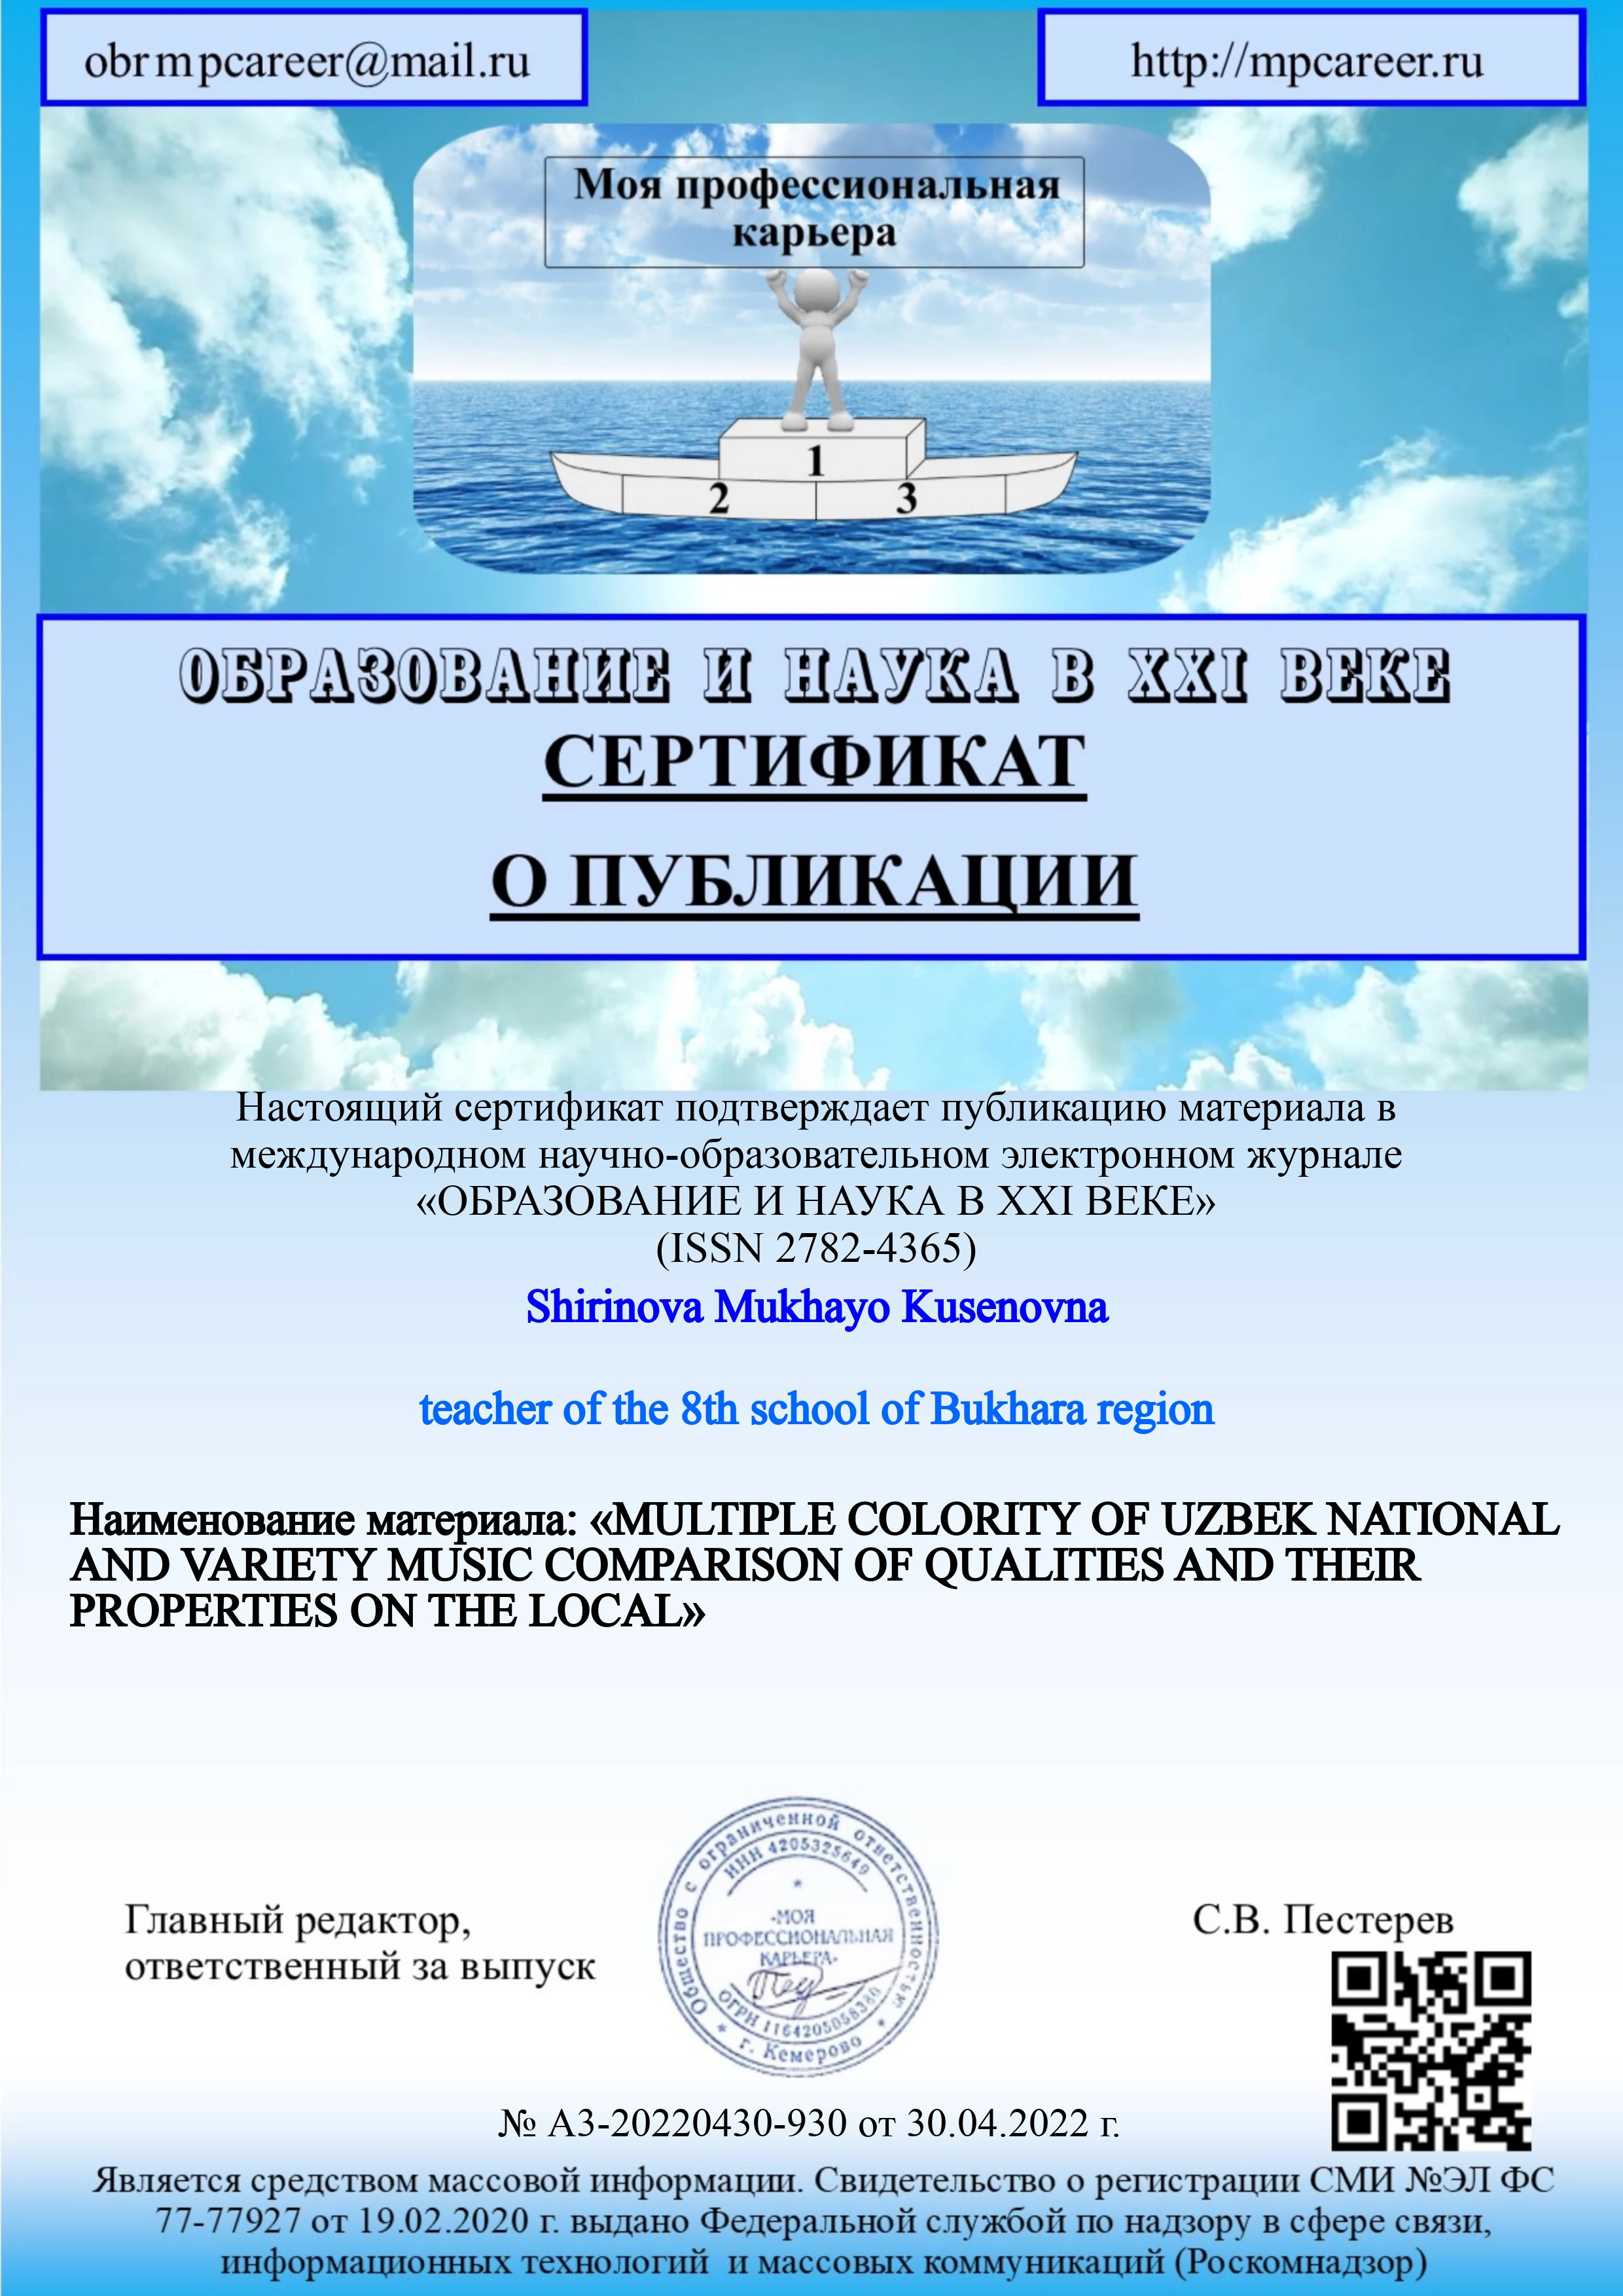 obrmpcareer@mail.ru
http://mpcareer.ru
Моя профессиональная
карьера
1
2
3
ОБРАЗОВАНИЕ И НАУКА В XXI ВЕКЕ
СЕРТИФИКАТ
О ПУБЛИКАЦИИ
Настоящий сертификат подтверждает публикацию материала в
международном научно-образовательном электронном журнале
«ОБРАЗОВАНИЕ И НАУКА В XXI ВЕКЕ»
(ISSN 2782-4365)
Shirinova Mukhayo Kusenovna
teacher of the 8th school of Bukhara region
Наименование материала: «MULTIPLE COLORITY OF UZBEK NATIONAL
AND VARIETY MUSIC COMPARISON OF QUALITIES AND THEIR
PROPERTIES ON THE LOCAL»
Главный редактор,
ответственный за выпуск
Общество с ограниченной ответственностью
ИНН 4205325649
«МОЯ
ПРОФЕССИОНАЛЬНАЯ
КАРЬЕРА»
ОГРН 1164205058380
г. Кемерово
С.В. Пестерев
№ А3-20220430-930 от 30.04.2022 г.
Является средством массовой информации. Свидетельство о регистрации СМИ №ЭЛ ФС
77-77927 от 19.02.2020 г. выдано Федеральной службой по надзору в сфере связи,
информационных технологий и массовых коммуникаций (Роскомнадзор)